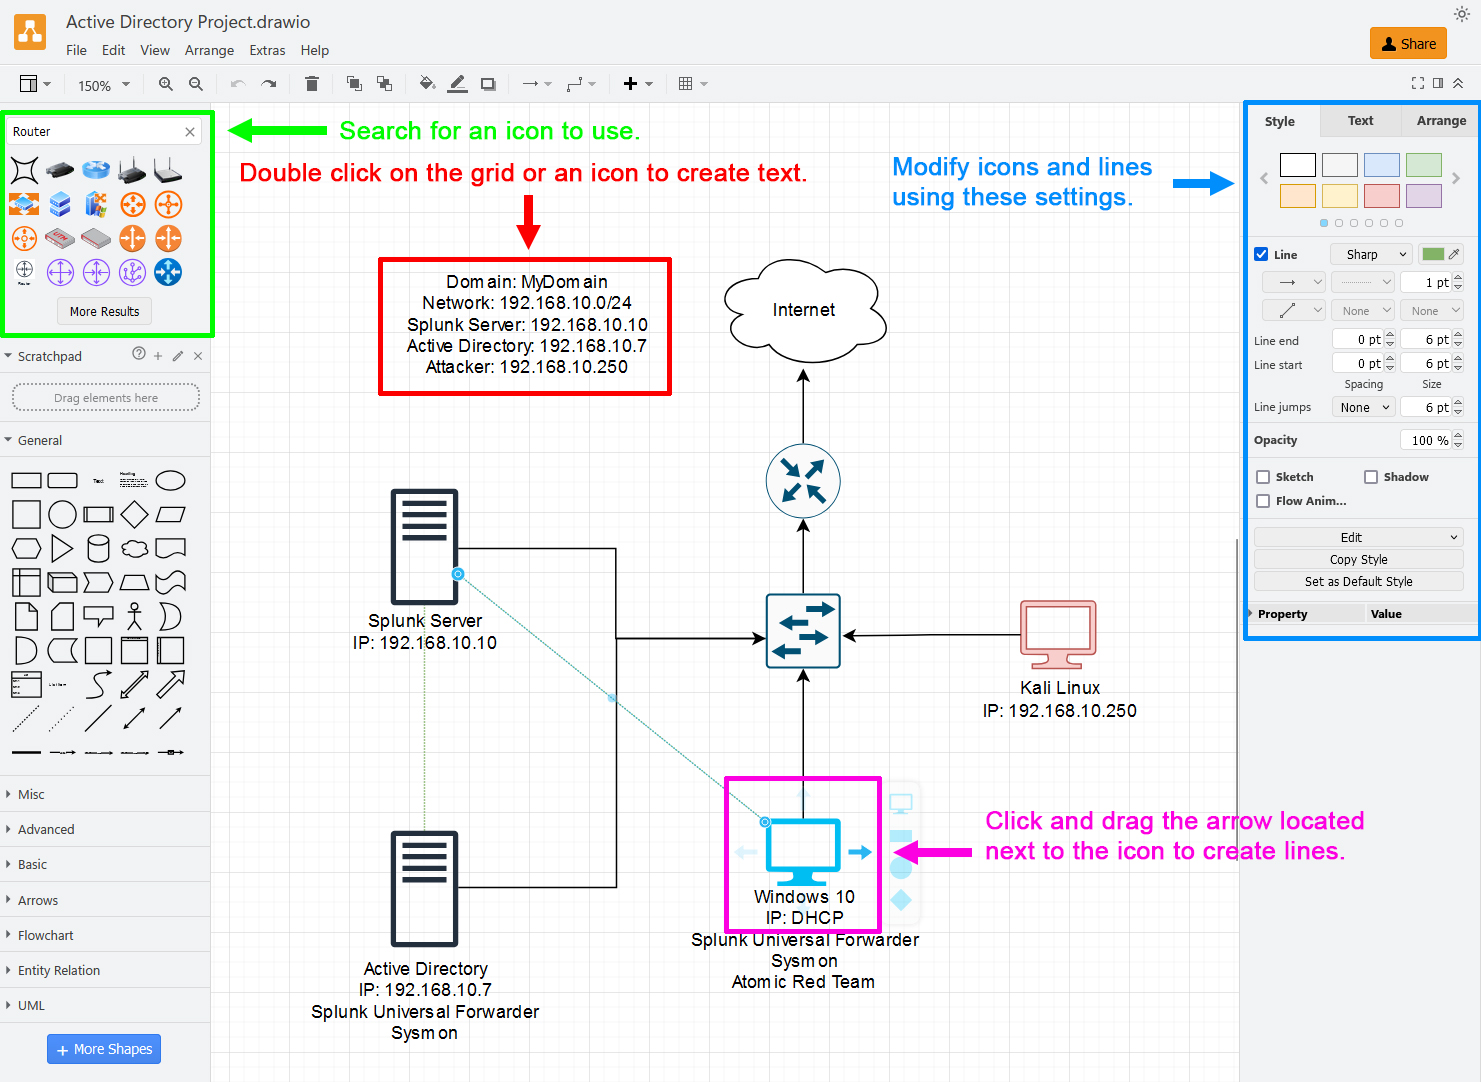 Active Directory Project.drawio
File Edit View Arrange Extras Help
Share
150%
Router
More Results
Scratchpad
Drag elements here
General
Text
Heading
List Item
Misc
Advanced
Basic
Arrows
Flowchart
Entity Relation
UML
+ More Shapes
Search for an icon to use.
Double click on the grid or an icon to create text.
Modify icons and lines
using these settings.
Domain: MyDomain
Network: 192.168.10.0/24
Splunk Server: 192.168.10.10
Active Directory: 192.168.10.7
Attacker: 192.168.10.250
Internet
Splunk Server
IP: 192.168.10.10
Kali Linux
IP: 192.168.10.250
Click and drag the arrow located
next to the icon to create lines.
Windows 10
IP: DHCP
Splunk Universal Forwarder
Sysmon
Atomic Red Team
Active Directory
IP: 192.168.10.7
Splunk Universal Forwarder
Sysmon
Style Text Arrange
Line Sharp
1 pt
None None
Line end 0 pt 6 pt
Line start 0 pt 6 pt
Spacing Size
Line jumps None 6 pt
Opacity 100 %
Sketch Shadow
Flow Anim...
Edit
Copy Style
Set as Default Style
Property Value